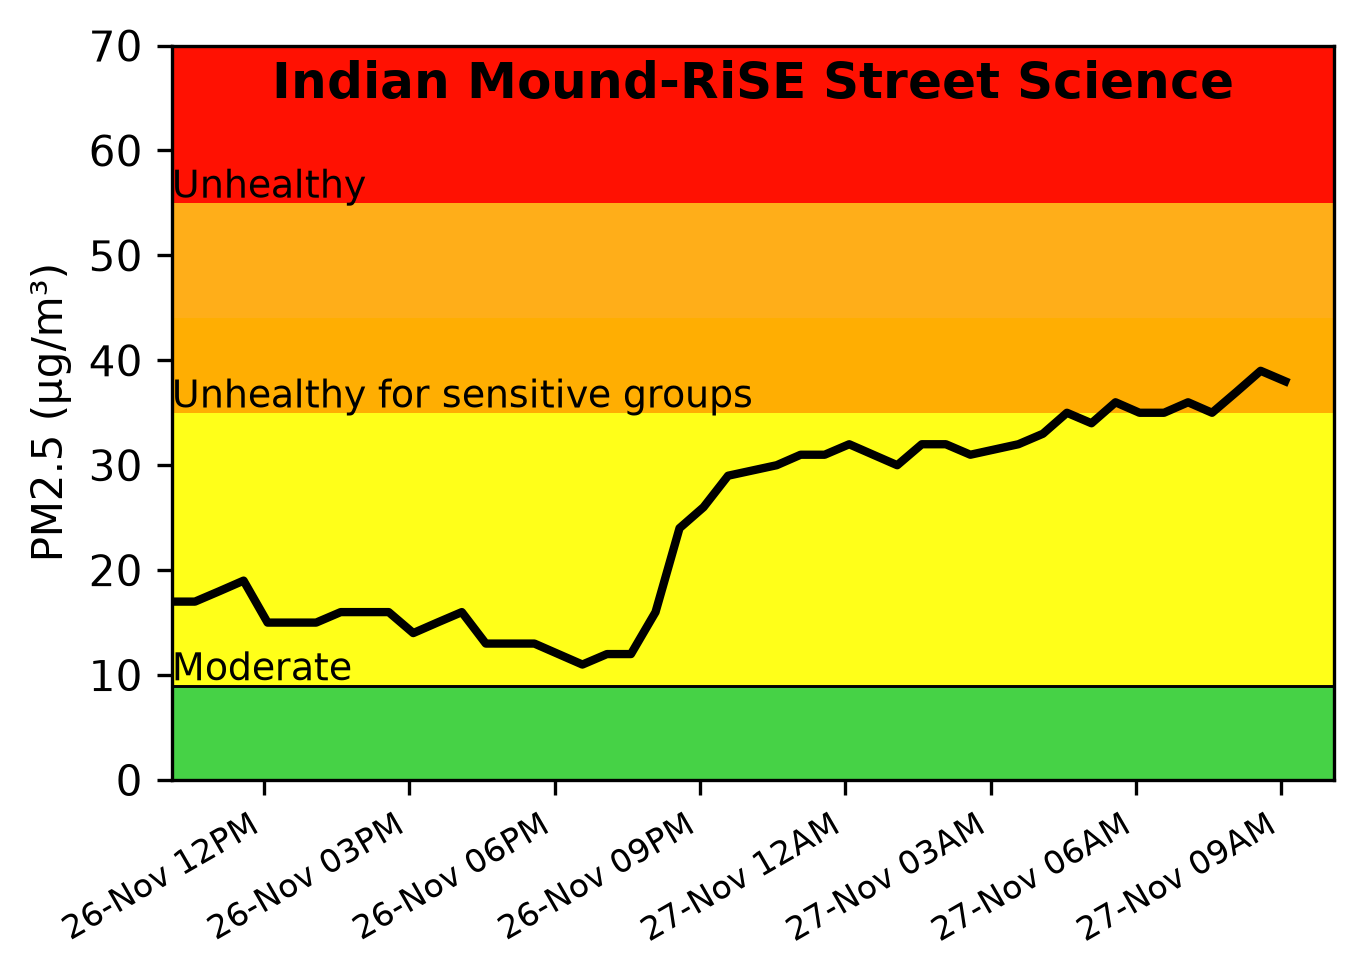 Indian Mound-RiSE Street Science
70
60
50
40
30
20
10
0
PM2.5 (µg/m³)
Unhealthy
Unhealthy for sensitive groups
Moderate
26-Nov 12PM
26-Nov 03PM
26-Nov 06PM
26-Nov 09PM
27-Nov 12AM
27-Nov 03AM
27-Nov 06AM
27-Nov 09AM